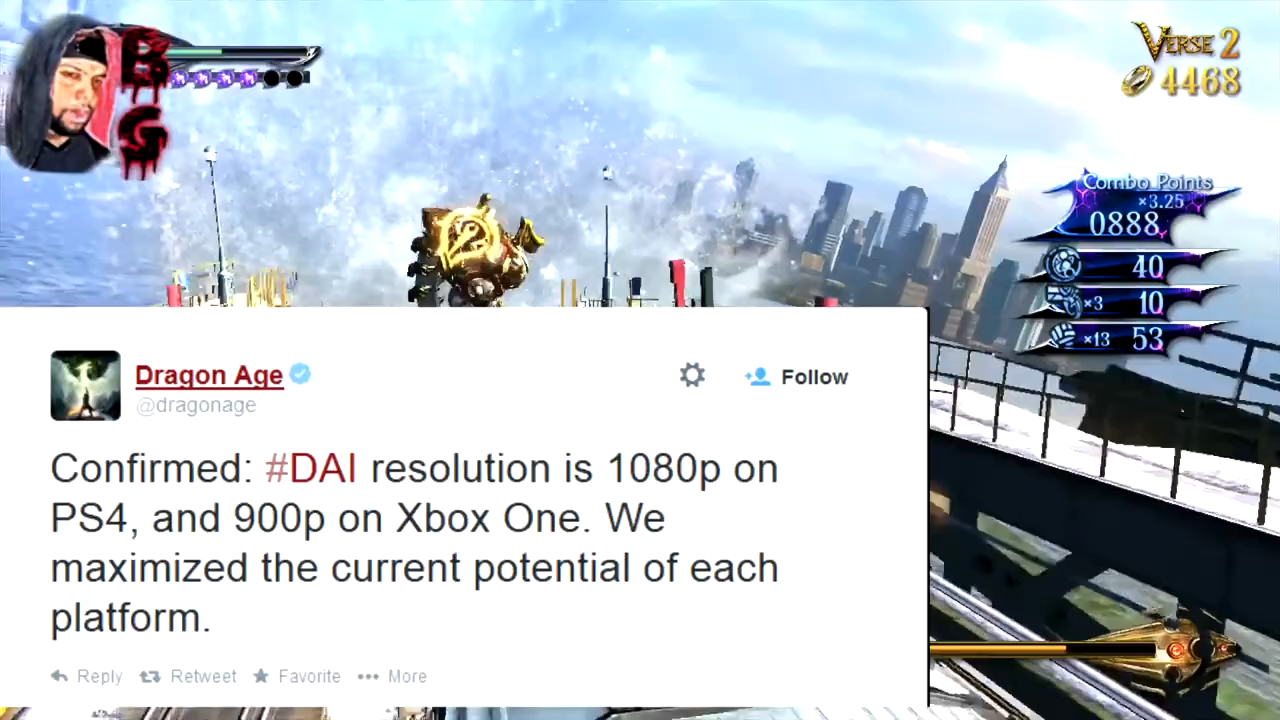 BG
VERSE 2
4468
Combo Points
×3.25
0888
40
×3 10
×13 53
Dragon Age
@dragonage
Follow
Confirmed: #DAI resolution is 1080p on
PS4, and 900p on Xbox One. We
maximized the current potential of each
platform.
Reply Retweet Favorite More